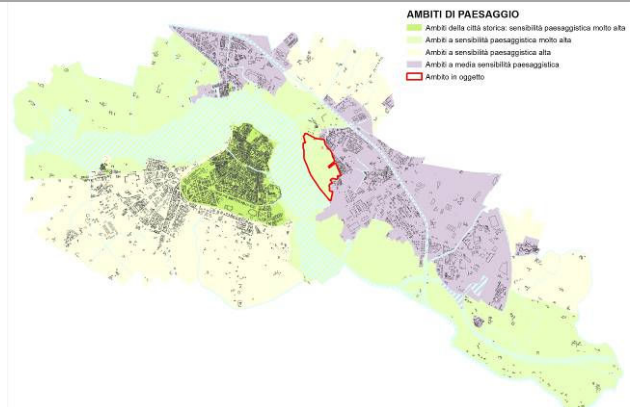 AMBITI DI PAESAGGIO
Ambiti della città storica: sensibilità paesaggistica molto alta
Ambiti a sensibilità paesaggistica molto alta
Ambiti a sensibilità paesaggistica alta
Ambiti a media sensibilità paesaggistica
Ambito in oggetto